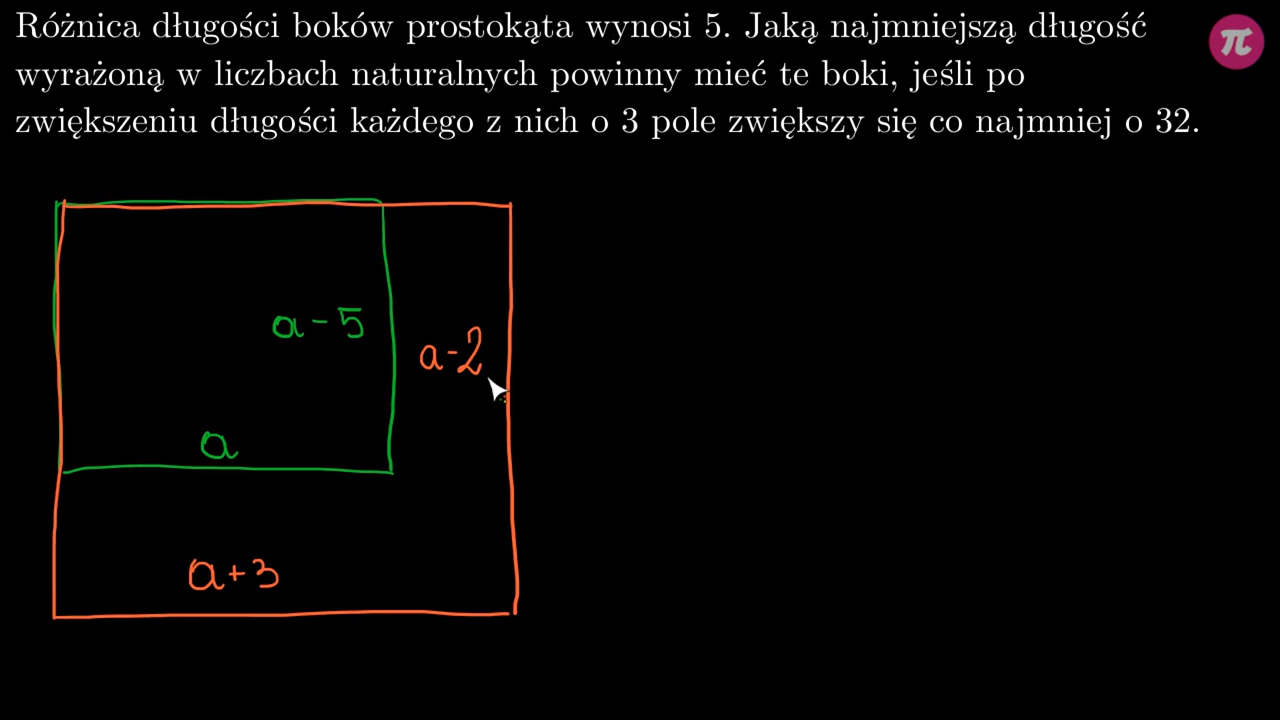 Różnica długości boków prostokąta wynosi 5. Jaką najmniejszą długość
wyrażoną w liczbach naturalnych powinny mieć te boki, jeśli po
zwiększeniu długości każdego z nich o 3 pole zwiększy się co najmniej o 32.
π
a-5
a-2
a
a+3